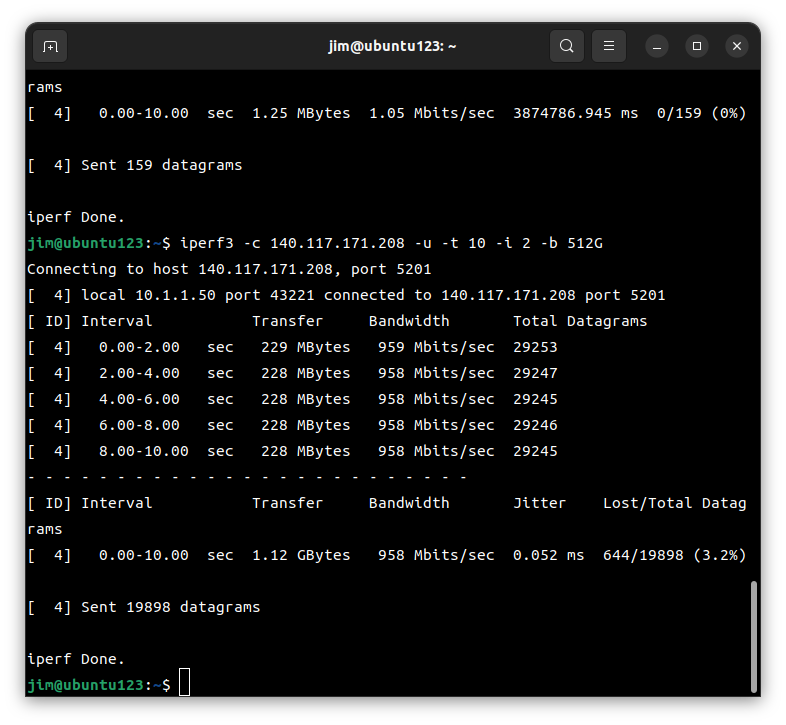 jim@ubuntu123: ~
rams
[  4]   0.00-10.00  sec  1.25 MBytes  1.05 Mbits/sec  3874786.945 ms  0/159 (0%)
[  4] Sent 159 datagrams
iperf Done.
jim@ubuntu123:~$ iperf3 -c 140.117.171.208 -u -t 10 -i 2 -b 512G
Connecting to host 140.117.171.208, port 5201
[  4] local 10.1.1.50 port 43221 connected to 140.117.171.208 port 5201
[ ID] Interval           Transfer     Bandwidth       Total Datagrams
[  4]   0.00-2.00   sec   229 MBytes   959 Mbits/sec  29253
[  4]   2.00-4.00   sec   228 MBytes   958 Mbits/sec  29247
[  4]   4.00-6.00   sec   228 MBytes   958 Mbits/sec  29245
[  4]   6.00-8.00   sec   228 MBytes   958 Mbits/sec  29246
[  4]   8.00-10.00  sec   228 MBytes   958 Mbits/sec  29245
- - - - - - - - - - - - - - - - - - - - - - - - -
[ ID] Interval           Transfer     Bandwidth       Jitter    Lost/Total Datag
rams
[  4]   0.00-10.00  sec  1.12 GBytes   958 Mbits/sec  0.052 ms  644/19898 (3.2%)
[  4] Sent 19898 datagrams
iperf Done.
jim@ubuntu123:~$